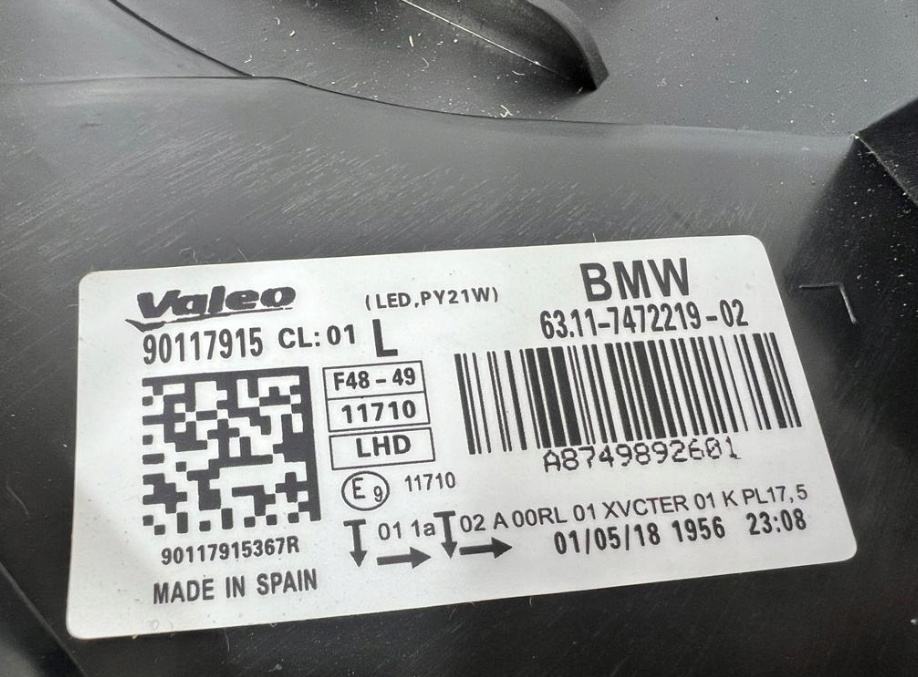 Valeo
(LED,PY21W)
BMW
90117915 CL:01 L
63.11-7472219-02
F48-49
11710
LHD
A8749892601
E9 11710
01 1a 02 A 00RL 01 XVCTER 01 K PL17,5
90117915367R
01/05/18 1956 23:08
MADE IN SPAIN